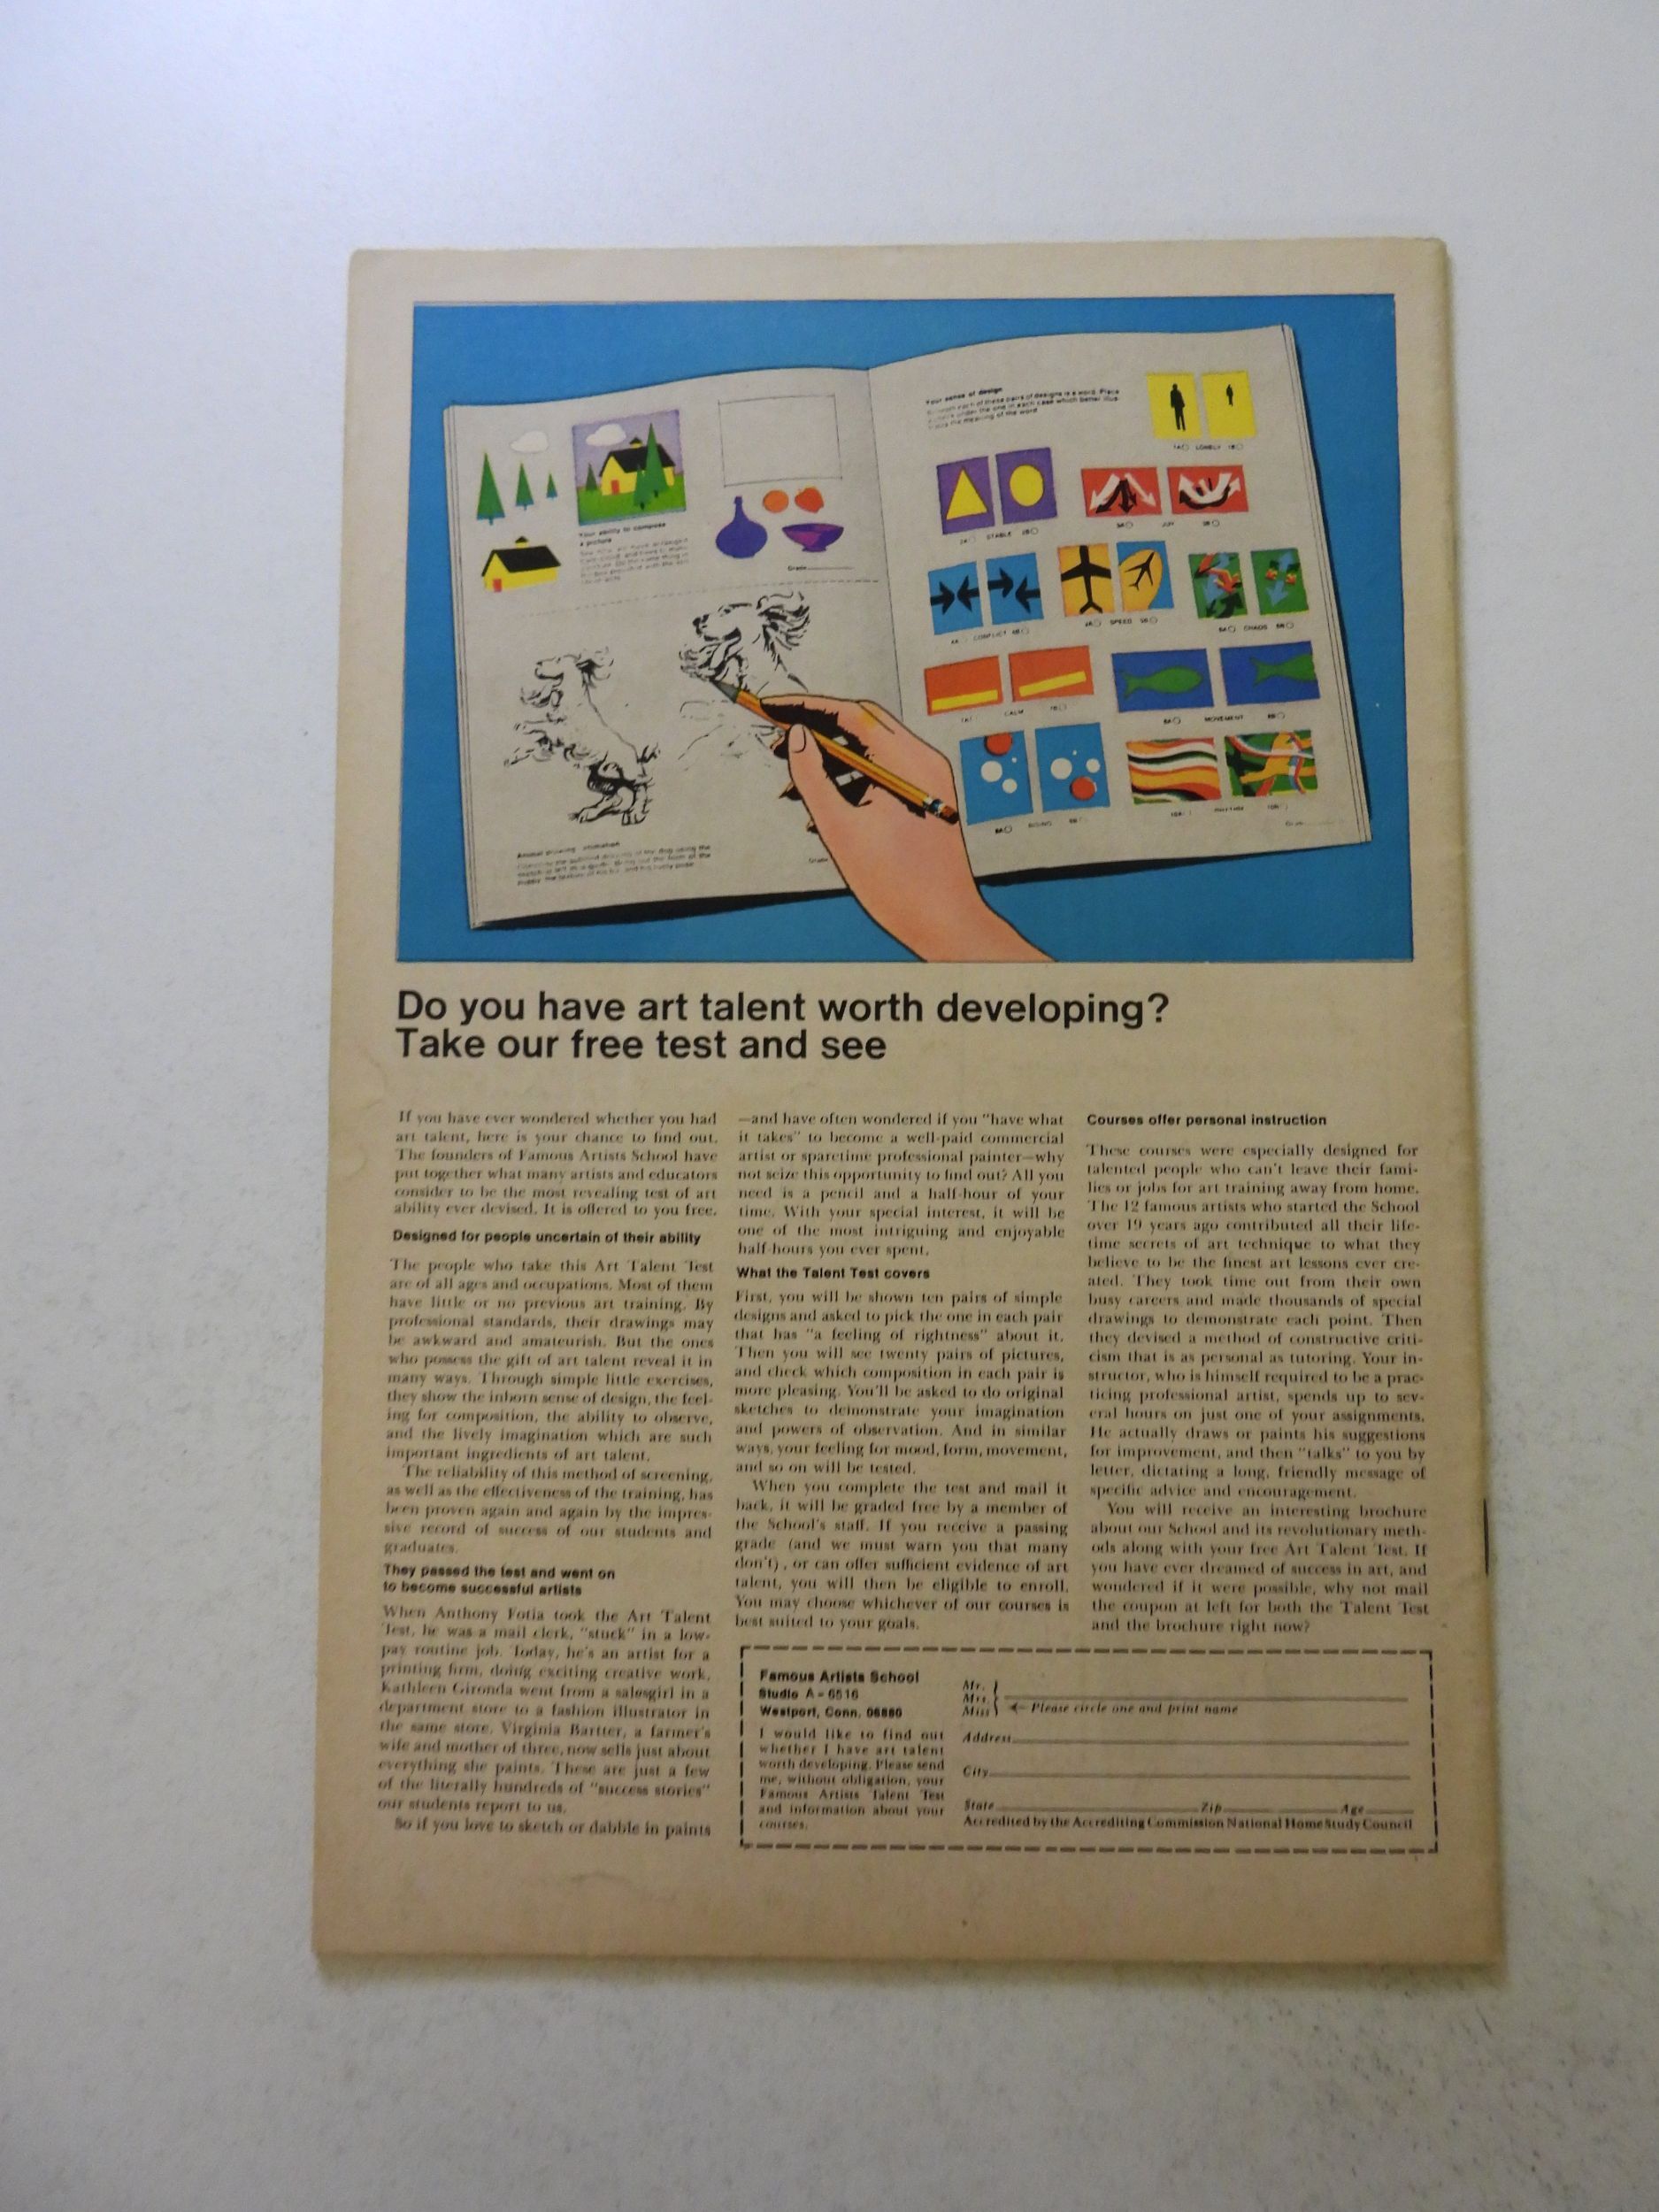 Your sense of design
1A LONELY 1B
2A STABLE 2B
3A JOY 3B
4A CONFLICT 4B
5A SPEED 5B
6A CHAOS 6B
7A CALM 7B
8A MOVEMENT 8B
Your ability to compose
a picture
Grade
Do you have art talent worth developing?
Take our free test and see
If you have ever wondered whether you had
art talent, here is your chance to find out.
The founders of Famous Artists School have
put together what many artists and educators
consider to be the most revealing test of art
ability ever devised. It is offered to you free.
Designed for people uncertain of their ability
The people who take this Art Talent Test
are of all ages and occupations. Most of them
have little or no previous art training. By
professional standards, their drawings may
be awkward and amateurish. But the ones
who possess the gift of art talent reveal it in
many ways. Through simple little exercises,
they show the inborn sense of design, the feel-
ing for composition, the ability to observe,
and the lively imagination which are such
important ingredients of art talent.
The reliability of this method of screening,
as well as the effectiveness of the training, has
been proven again and again by the impres-
sive record of success of our students and
graduates.
They passed the test and went on
to become successful artists
When Anthony Fotia took the Art Talent
Test, he was a mail clerk, "stuck" in a low-
pay routine job. Today, he's an artist for a
printing firm, doing exciting creative work.
Kathleen Gironda went from a salesgirl in a
department store to a fashion illustrator in
the same store. Virginia Bartter, a farmer's
wife and mother of three, now sells just about
everything she paints. These are just a few
of the literally hundreds of "success stories"
our students report to us.
So if you love to sketch or dabble in paints
—and have often wondered if you "have what
it takes" to become a well-paid commercial
artist or sparetime professional painter—why
not seize this opportunity to find out? All you
need is a pencil and a half-hour of your
time. With your special interest, it will be
one of the most intriguing and enjoyable
half-hours you ever spent.
What the Talent Test covers
First, you will be shown ten pairs of simple
designs and asked to pick the one in each pair
that has "a feeling of rightness" about it.
Then you will see twenty pairs of pictures,
and check which composition in each pair is
more pleasing. You'll be asked to do original
sketches to demonstrate your imagination
and powers of observation. And in similar
ways, your feeling for mood, form, movement,
and so on will be tested.
When you complete the test and mail it
back, it will be graded free by a member of
the School's staff. If you receive a passing
grade (and we must warn you that many
don't), or can offer sufficient evidence of art
talent, you will then be eligible to enroll.
You may choose whichever of our courses is
best suited to your goals.
Courses offer personal instruction
These courses were especially designed for
talented people who can't leave their fami-
lies or jobs for art training away from home.
The 12 famous artists who started the School
over 19 years ago contributed all their life-
time secrets of art technique to what they
believe to be the finest art lessons ever cre-
ated. They took time out from their own
busy careers and made thousands of special
drawings to demonstrate each point. Then
they devised a method of constructive criti-
cism that is as personal as tutoring. Your in-
structor, who is himself required to be a prac-
ticing professional artist, spends up to sev-
eral hours on just one of your assignments.
He actually draws or paints his suggestions
for improvement, and then "talks" to you by
letter, dictating a long, friendly message of
specific advice and encouragement.
You will receive an interesting brochure
about our School and its revolutionary meth-
ods along with your free Art Talent Test. If
you have ever dreamed of success in art, and
wondered if it were possible, why not mail
the coupon at left for both the Talent Test
and the brochure right now?
Famous Artists School
Studio A-6516
Westport, Conn. 06880
I would like to find out
whether I have art talent
worth developing. Please send
me, without obligation, your
Famous Artists Talent Test
and information about your
courses.
Mr.
Mrs.
Miss ← Please circle one and print name
Address
City
State Zip Age
Accredited by the Accrediting Commission National Home Study Council